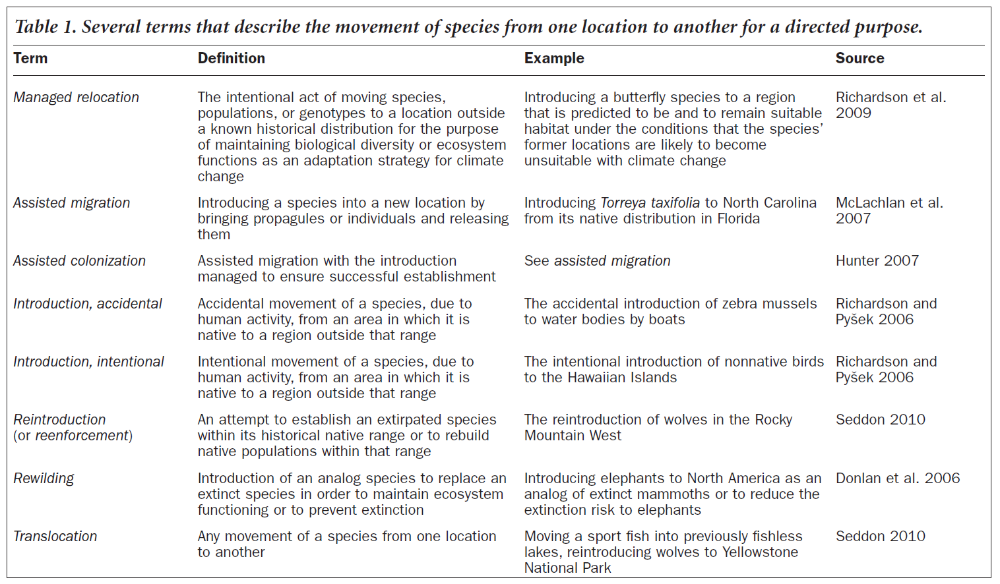 Table 1. Several terms that describe the movement of species from one location to another for a directed purpose.
Term Definition Example Source
Managed relocation The intentional act of moving species, Introducing a butterfly species to a region Richardson et al.
populations, or genotypes to a location outside that is predicted to be and to remain suitable 2009
a known historical distribution for the purpose habitat under the conditions that the species’
of maintaining biological diversity or ecosystem former locations are likely to become
functions as an adaptation strategy for climate unsuitable with climate change
change
Assisted migration Introducing a species into a new location by Introducing Torreya taxifolia to North Carolina McLachlan et al.
bringing propagules or individuals and releasing from its native distribution in Florida 2007
them
Assisted colonization Assisted migration with the introduction See assisted migration Hunter 2007
managed to ensure successful establishment
Introduction, accidental Accidental movement of a species, due to The accidental introduction of zebra mussels Richardson and
human activity, from an area in which it is to water bodies by boats Pyšek 2006
native to a region outside that range
Introduction, intentional Intentional movement of a species, due to The intentional introduction of nonnative birds Richardson and
human activity, from an area in which it is to the Hawaiian Islands Pyšek 2006
native to a region outside that range
Reintroduction An attempt to establish an extirpated species The reintroduction of wolves in the Rocky Seddon 2010
(or reenforcement) within its historical native range or to rebuild Mountain West
native populations within that range
Rewilding Introduction of an analog species to replace an Introducing elephants to North America as an Donlan et al. 2006
extinct species in order to maintain ecosystem analog of extinct mammoths or to reduce the
functioning or to prevent extinction extinction risk to elephants
Translocation Any movement of a species from one location Moving a sport fish into previously fishless Seddon 2010
to another lakes, reintroducing wolves to Yellowstone
National Park